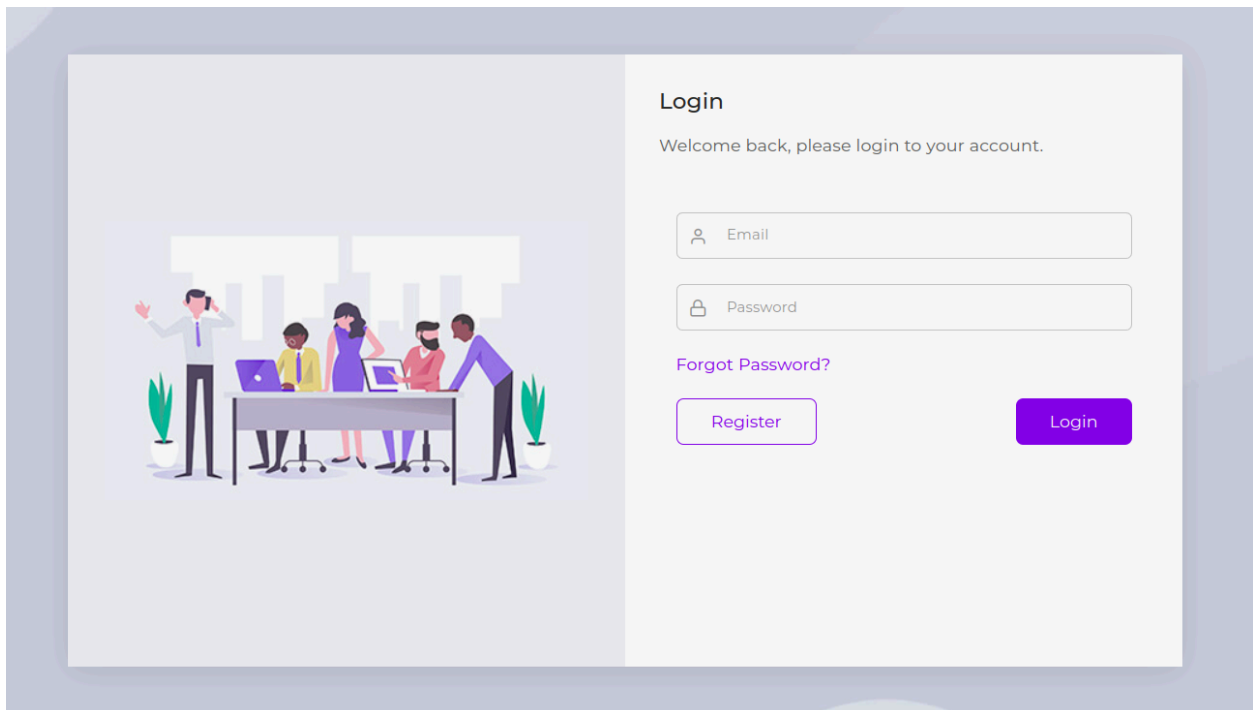 Login
Welcome back, please login to your account.
Email
Password
Forgot Password?
Register
Login